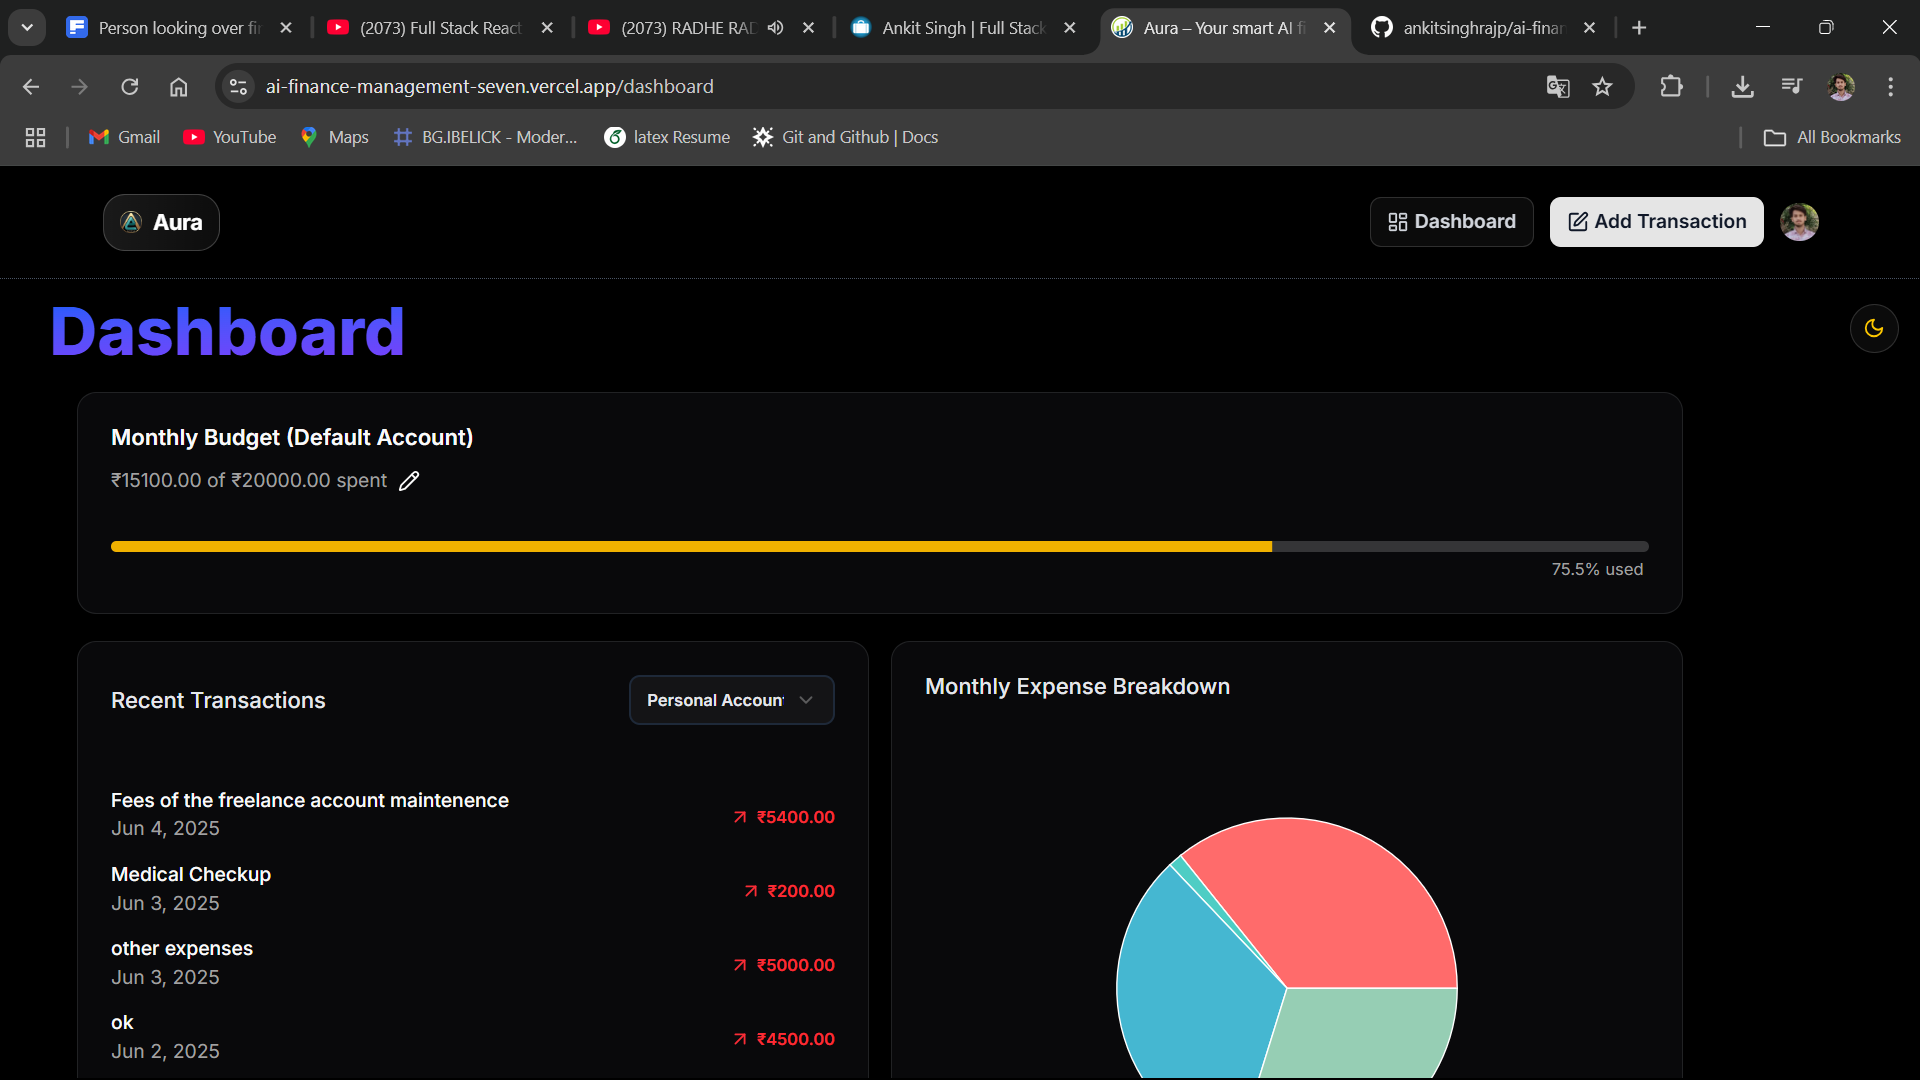 Person looking over fir
(2073) Full Stack React
(2073) RADHE RAD
Ankit Singh | Full Stack
Aura – Your smart AI fi
ankitsinghrajp/ai-finan
ai-finance-management-seven.vercel.app/dashboard
Gmail
YouTube
Maps
BG.IBELICK - Moder...
latex Resume
Git and Github | Docs
All Bookmarks
Aura
Dashboard
Add Transaction
Dashboard
Monthly Budget (Default Account)
₹15100.00 of ₹20000.00 spent
75.5% used
Recent Transactions
Personal Accoun
Monthly Expense Breakdown
Fees of the freelance account maintenence
Jun 4, 2025
₹5400.00
Medical Checkup
Jun 3, 2025
₹200.00
other expenses
Jun 3, 2025
₹5000.00
ok
Jun 2, 2025
₹4500.00